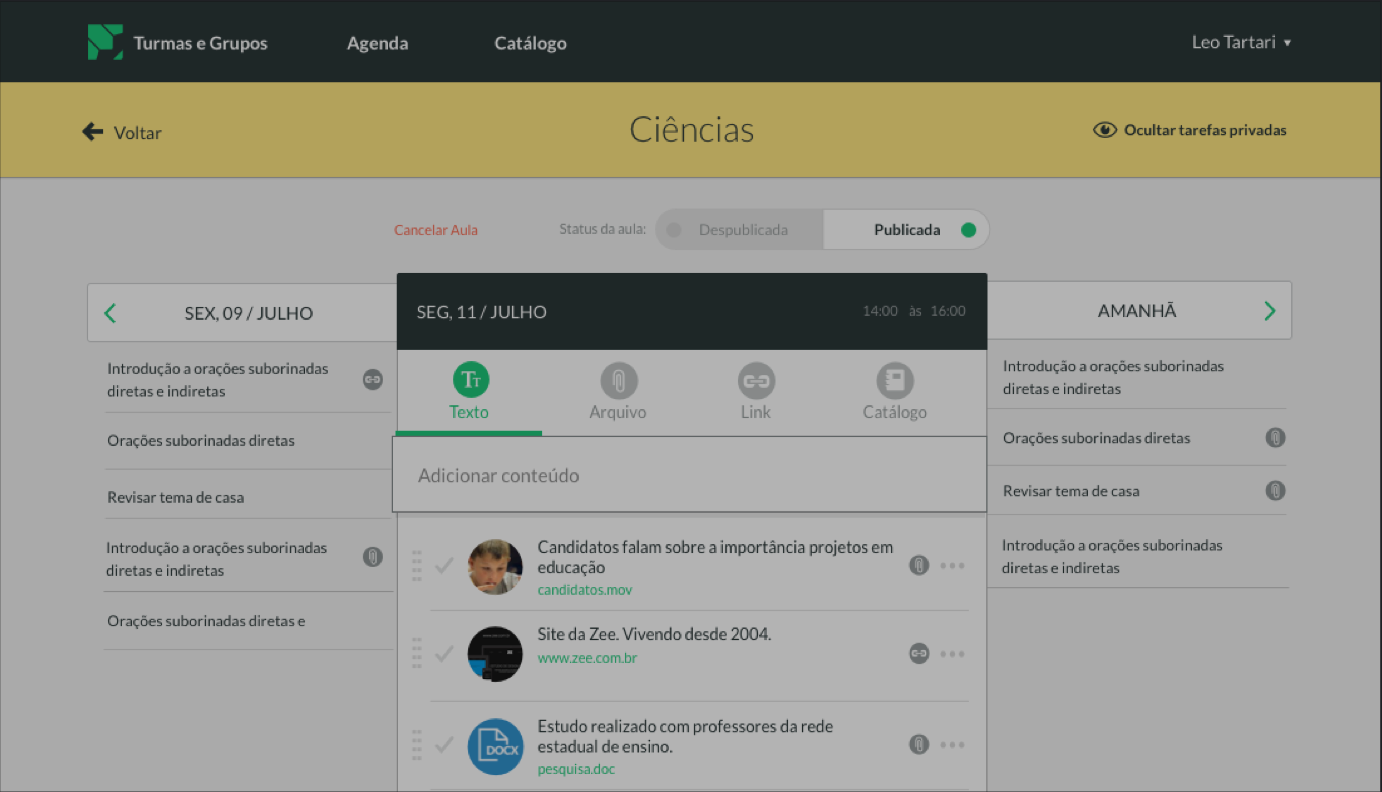 Turmas e Grupos
Agenda
Catálogo
Leo Tartari
Voltar
Ciências
Ocultar tarefas privadas
Cancelar Aula
Status da aula:
Despublicada
Publicada
SEX, 09 / JULHO
Introdução a orações suborinadas
diretas e indiretas
Orações suborinadas diretas
Revisar tema de casa
Introdução a orações suborinadas
diretas e indiretas
Orações suborinadas diretas e
SEG, 11 / JULHO
14:00 às 16:00
Texto
Arquivo
Link
Catálogo
Adicionar conteúdo
Candidatos falam sobre a importância projetos em
educação
candidatos.mov
Site da Zee. Vivendo desde 2004.
www.zee.com.br
DOCX
Estudo realizado com professores da rede
estadual de ensino.
pesquisa.doc
AMANHÃ
Introdução a orações suborinadas
diretas e indiretas
Orações suborinadas diretas
Revisar tema de casa
Introdução a orações suborinadas
diretas e indiretas